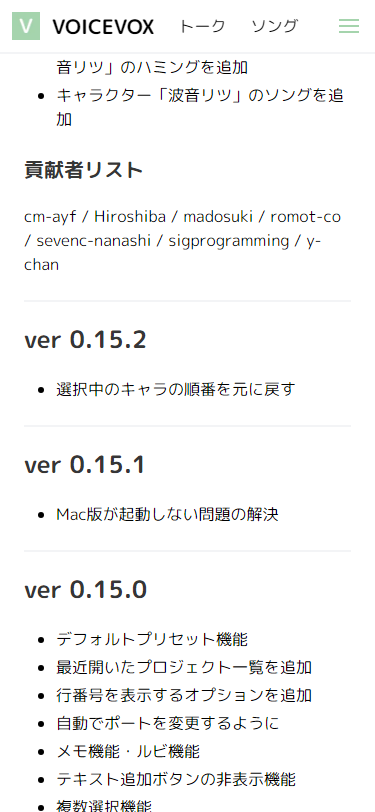 VOICEVOX トーク ソング
音リツ」のハミングを追加
キャラクター「波音リツ」のソングを追
加
貢献者リスト
cm-ayf / Hiroshiba / madosuki / romot-co
/ sevenc-nanashi / sigprogramming / y-
chan
ver 0.15.2
選択中のキャラの順番を元に戻す
ver 0.15.1
Mac版が起動しない問題の解決
ver 0.15.0
デフォルトプリセット機能
最近開いたプロジェクト一覧を追加
行番号を表示するオプションを追加
自動でポートを変更するように
メモ機能・ルビ機能
テキスト追加ボタンの非表示機能
複数選択機能